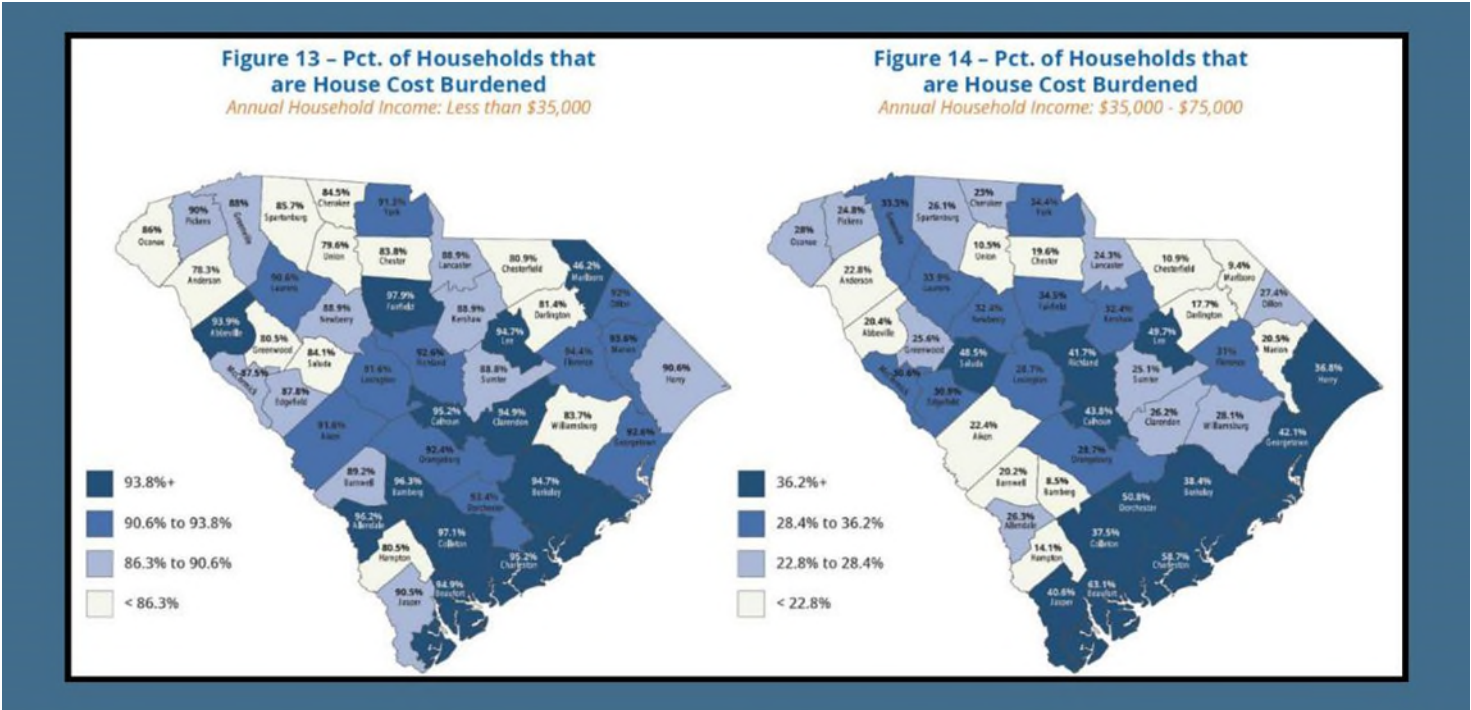 Figure 13 – Pct. of Households that
are House Cost Burdened
Annual Household Income: Less than $35,000
86%
Oconee
90%
Pickens
88%
Greenville
85.7%
Spartanburg
84.5%
Cherokee
91.2%
York
78.3%
Anderson
90.6%
Laurens
79.6%
Union
83.8%
Chester
88.9%
Lancaster
80.9%
Chesterfield
46.2%
Marlboro
92%
Dillon
93.9%
Abbeville
80.5%
Greenwood
88.9%
Newberry
97.9%
Fairfield
88.9%
Kershaw
94.7%
Lee
81.4%
Darlington
Marion
87.5%
McCormick
84.1%
Saluda
87.8%
Edgefield
Lexington
92.6%
Richland
88.8%
Sumter
Florence
90.6%
Horry
Aiken
95.2%
Calhoun
94.9%
Clarendon
83.7%
Williamsburg
92.6%
Georgetown
92.4%
Orangeburg
89.2%
Barnwell
96.3%
Bamberg
93.4%
Dorchester
94.7%
Berkeley
96.2%
Allendale
97.1%
Colleton
95.2%
Charleston
80.5%
Hampton
90.5%
Jasper
94.9%
Beaufort
93.8%+
90.6% to 93.8%
86.3% to 90.6%
< 86.3%
Figure 14 – Pct. of Households that
are House Cost Burdened
Annual Household Income: $35,000 - $75,000
28%
Oconee
24.8%
Pickens
33.3%
Greenville
26.1%
Spartanburg
23%
Cherokee
34.4%
York
22.8%
Anderson
33.9%
Laurens
10.5%
Union
19.6%
Chester
24.3%
Lancaster
10.9%
Chesterfield
9.4%
Marlboro
27.4%
Dillon
20.4%
Abbeville
25.6%
Greenwood
32.4%
Newberry
34.5%
Fairfield
32.4%
Kershaw
49.7%
Lee
17.7%
Darlington
20.5%
Marion
McCormick
48.5%
Saluda
30.9%
Edgefield
28.7%
Lexington
41.7%
Richland
25.1%
Sumter
31%
Florence
36.8%
Horry
22.4%
Aiken
43.8%
Calhoun
26.2%
Clarendon
28.1%
Williamsburg
42.1%
Georgetown
28.7%
Orangeburg
20.2%
Barnwell
8.5%
Bamberg
50.8%
Dorchester
38.4%
Berkeley
26.3%
Allendale
37.5%
Colleton
58.7%
Charleston
14.1%
Hampton
40.6%
Jasper
63.1%
Beaufort
36.2%+
28.4% to 36.2%
22.8% to 28.4%
< 22.8%